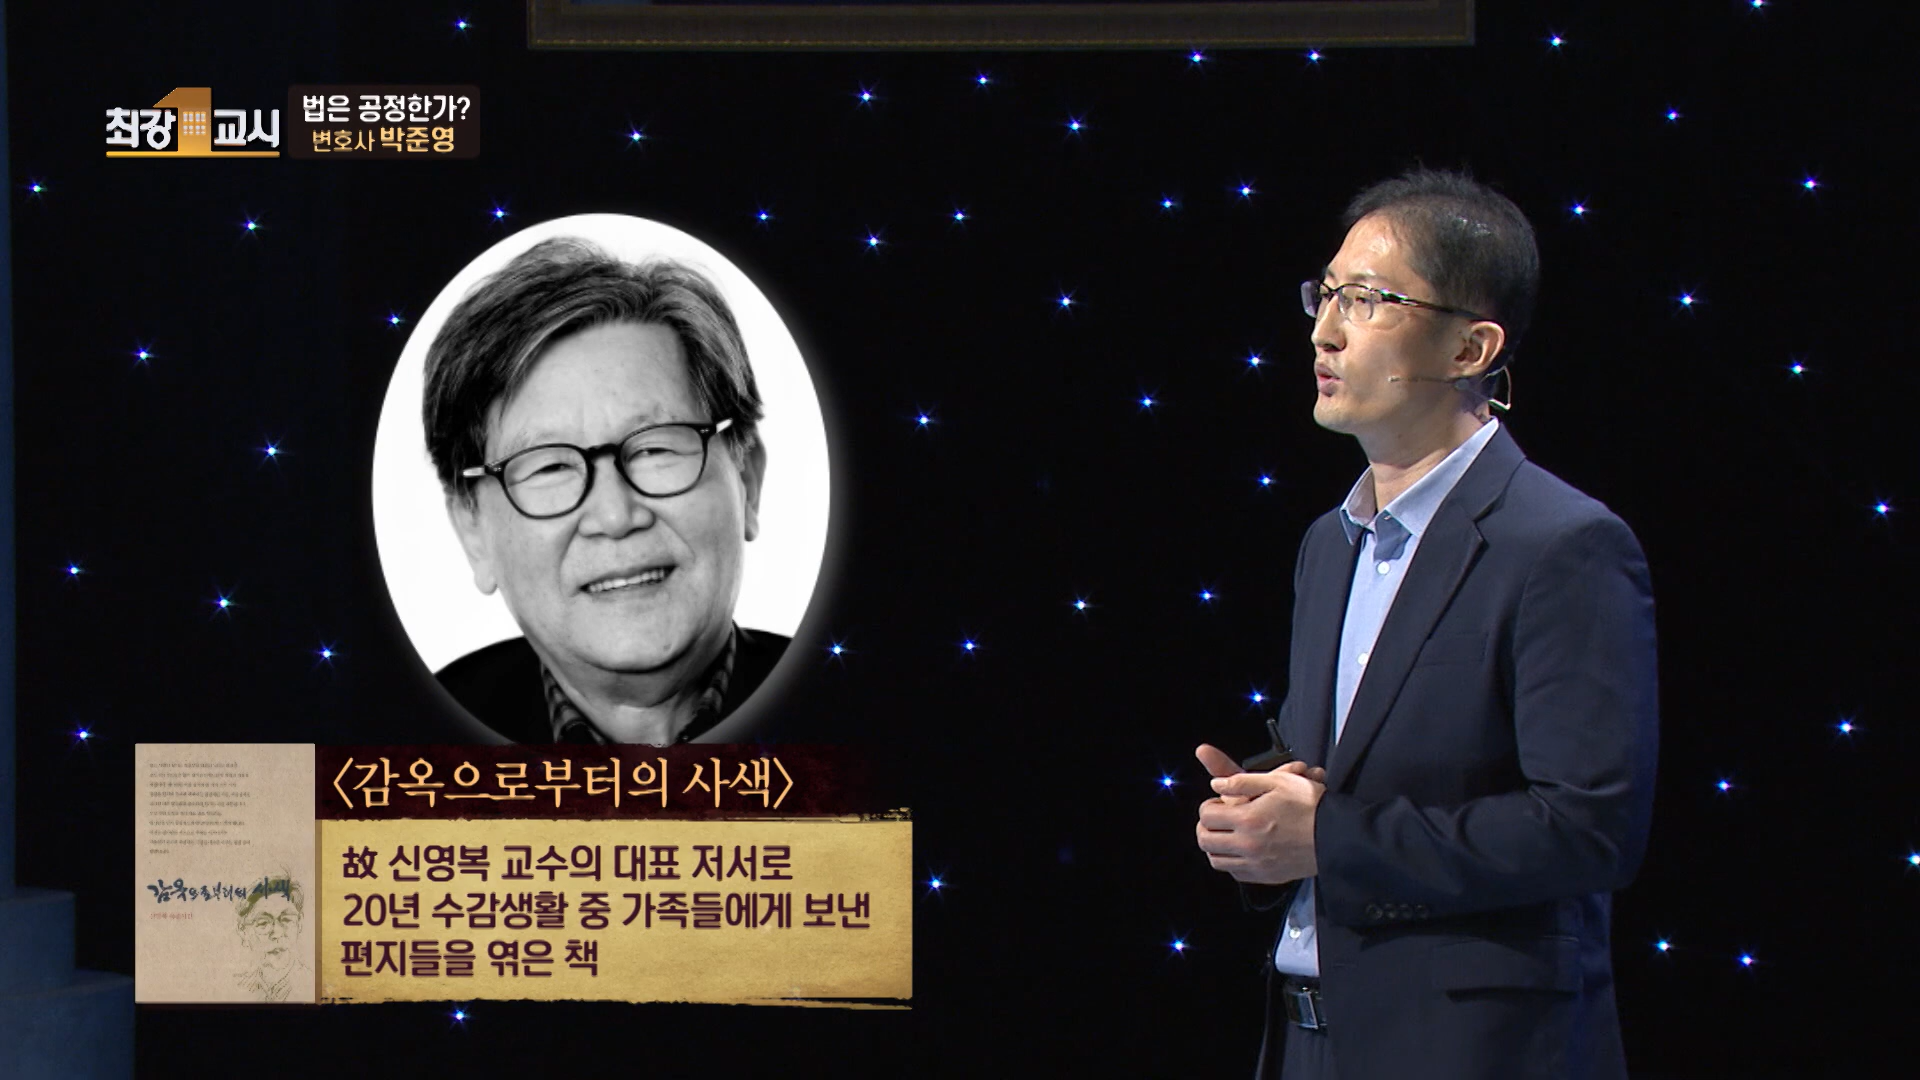 최강1교시
법은 공정한가?
변호사 박준영
〈감옥으로부터의 사색〉
故 신영복 교수의 대표 저서로
20년 수감생활 중 가족들에게 보낸
편지들을 엮은 책
감옥으로부터의 사색